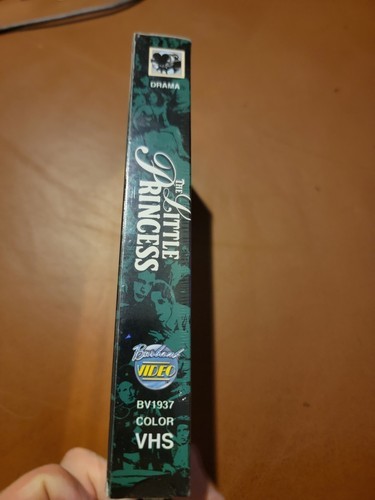 DRAMA
THE LITTLE
PRINCESS
Burbank
VIDEO
BV1937
COLOR
VHS